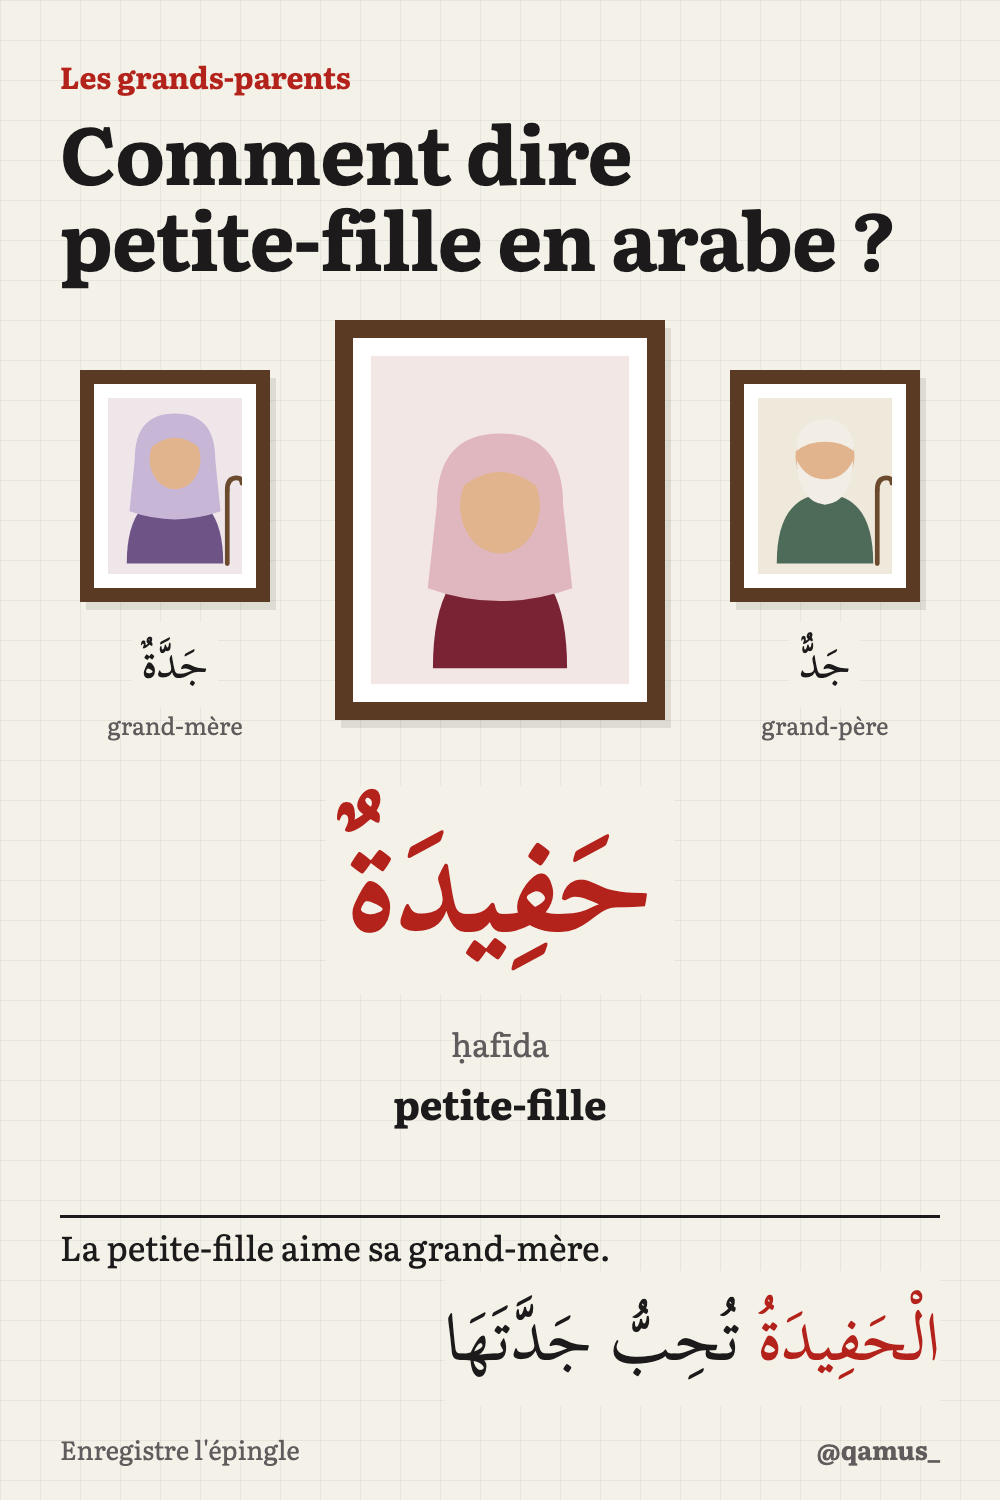 Les grands-parents
Comment dire
petite-fille en arabe ?
جَدَّةٌ
grand-mère
جَدٌّ
grand-père
حَفِيدَةٌ
ḥafīda
petite-fille
La petite-fille aime sa grand-mère.
الْحَفِيدَةُ تُحِبُّ جَدَّتَهَا
Enregistre l'épingle
@qamus_